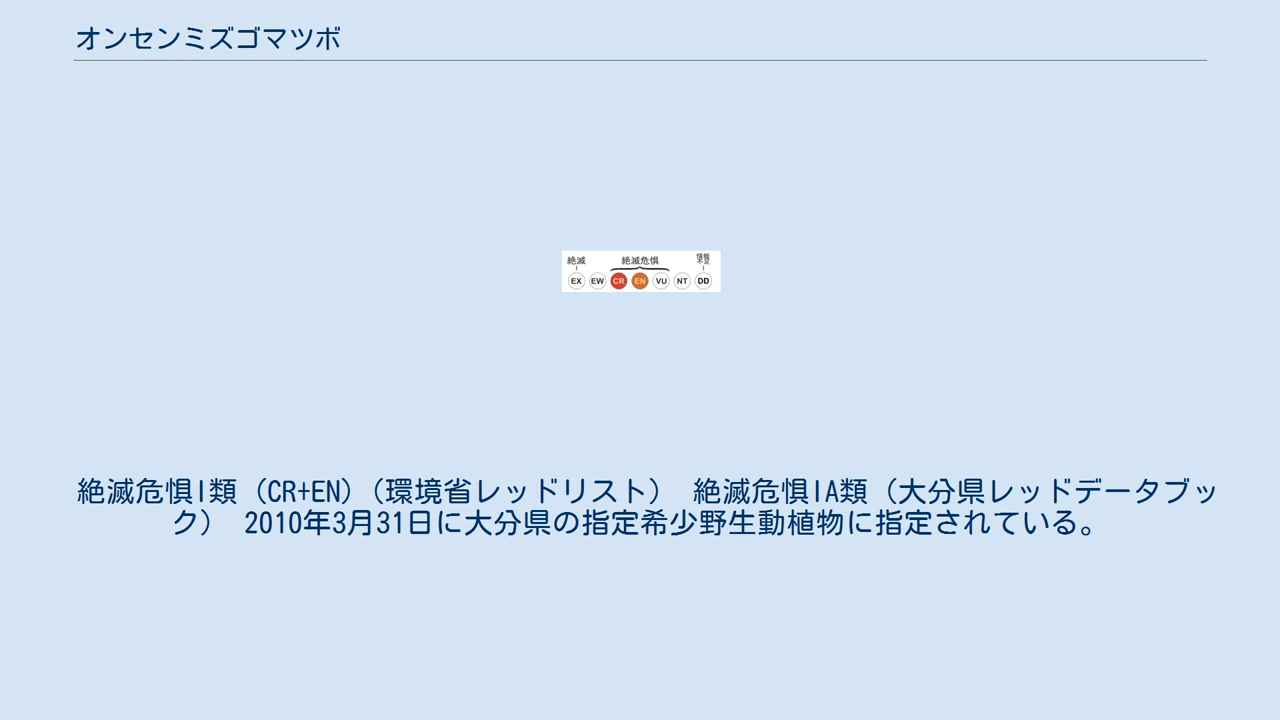 オンセンミズゴマツボ
絶滅 絶滅危惧 情報不足
EX EW CR EN VU NT DD
絶滅危惧I類（CR+EN）（環境省レッドリスト） 絶滅危惧IA類（大分県レッドデータブッ
ク） 2010年3月31日に大分県の指定希少野生動植物に指定されている。